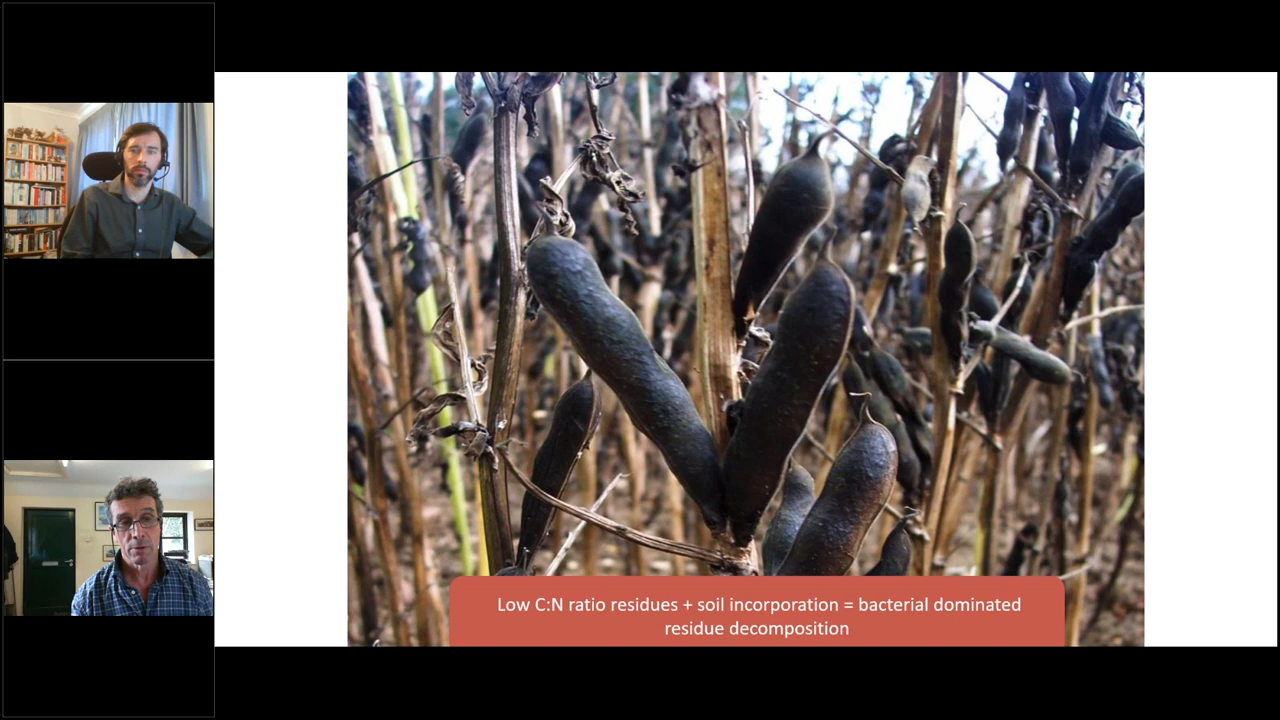 Low C:N ratio residues + soil incorporation = bacterial dominated
residue decomposition